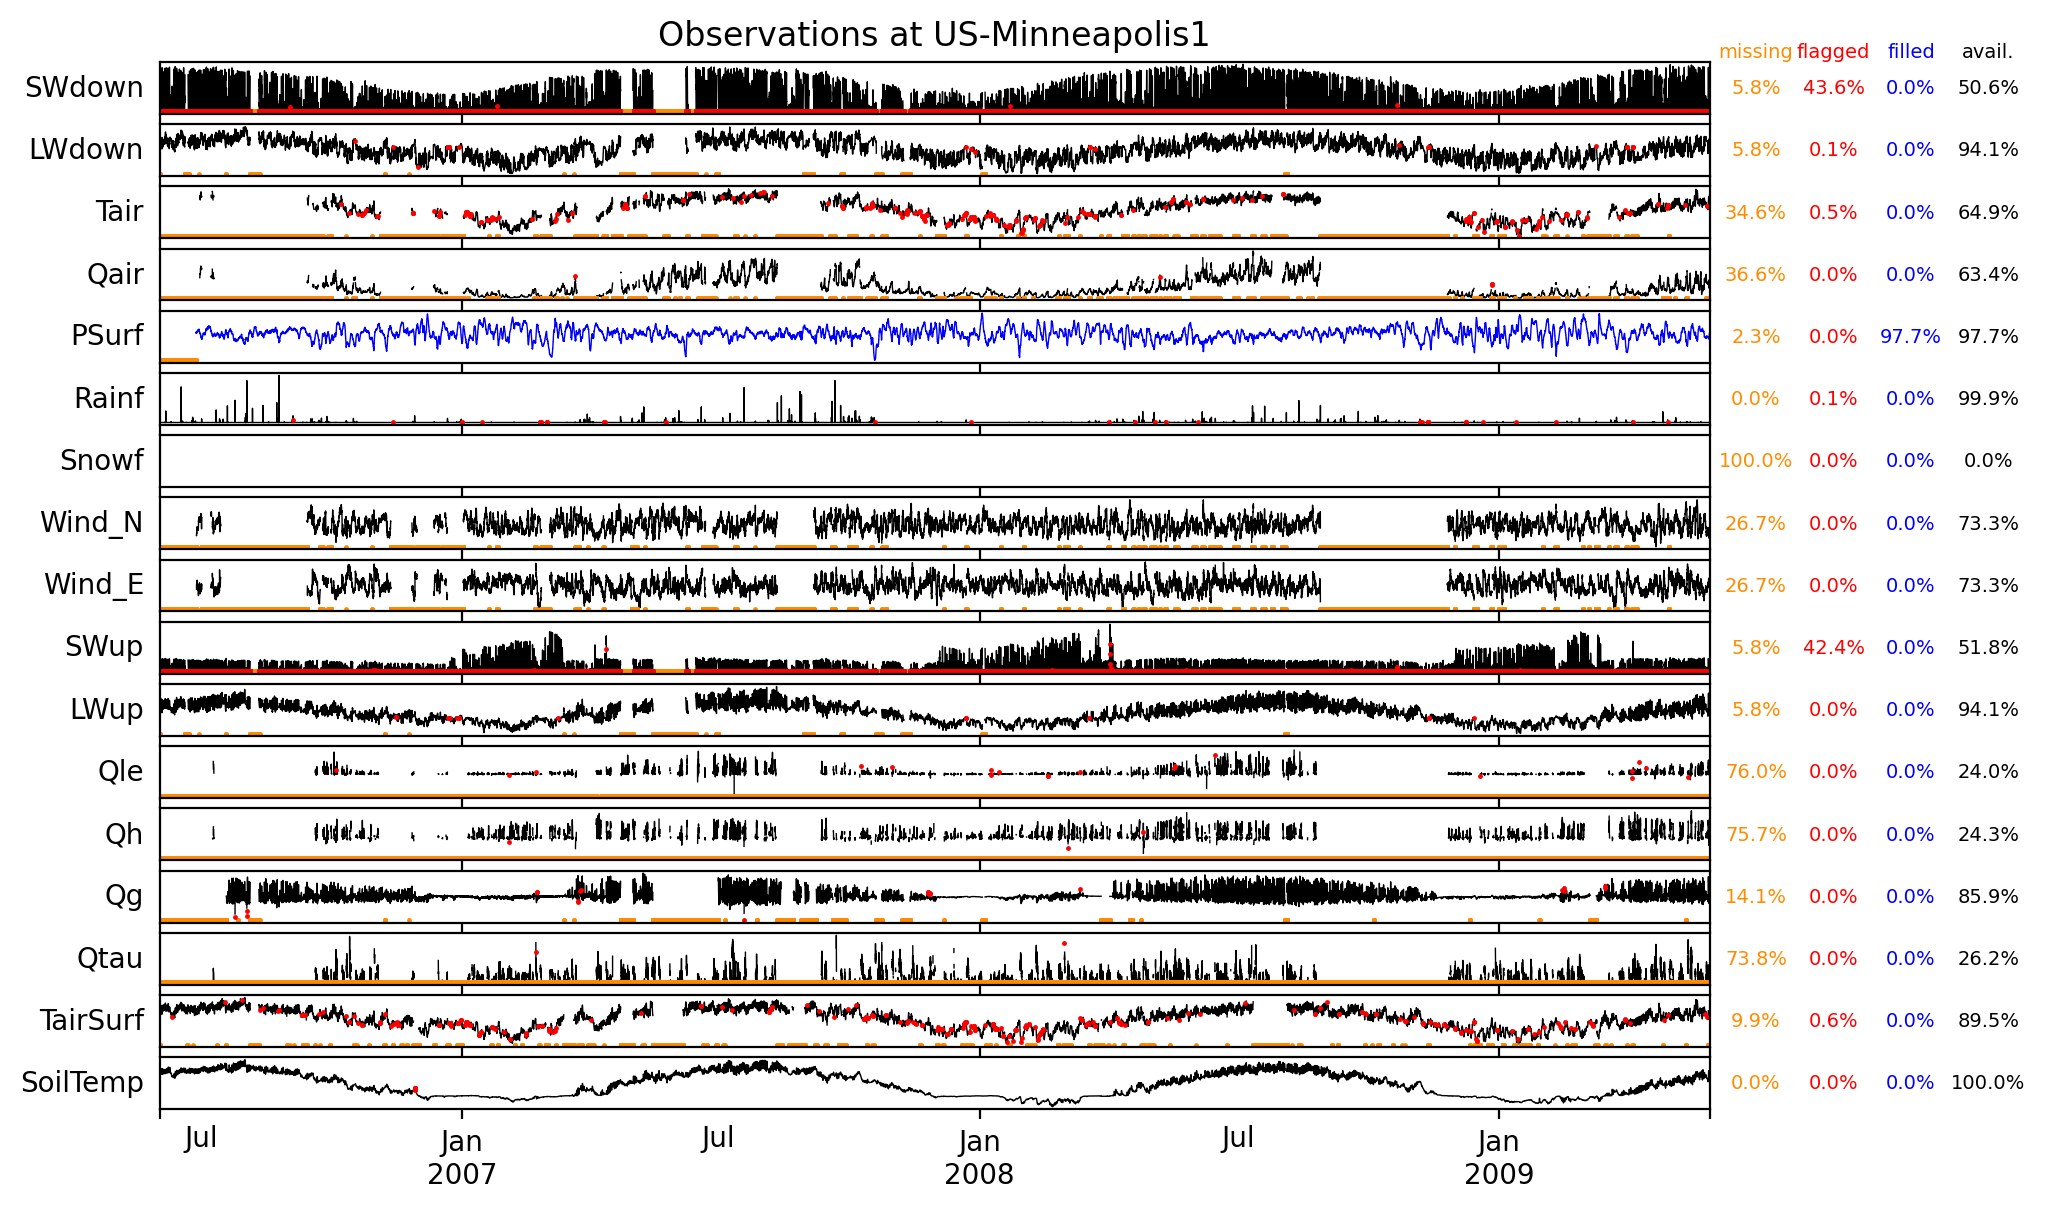 Observations at US-Minneapolis1
missing flagged filled avail.
SWdown 5.8% 43.6% 0.0% 50.6%
LWdown 5.8% 0.1% 0.0% 94.1%
Tair 34.6% 0.5% 0.0% 64.9%
Qair 36.6% 0.0% 0.0% 63.4%
PSurf 2.3% 0.0% 97.7% 97.7%
Rainf 0.0% 0.1% 0.0% 99.9%
Snowf 100.0% 0.0% 0.0% 0.0%
Wind_N 26.7% 0.0% 0.0% 73.3%
Wind_E 26.7% 0.0% 0.0% 73.3%
SWup 5.8% 42.4% 0.0% 51.8%
LWup 5.8% 0.0% 0.0% 94.1%
Qle 76.0% 0.0% 0.0% 24.0%
Qh 75.7% 0.0% 0.0% 24.3%
Qg 14.1% 0.0% 0.0% 85.9%
Qtau 73.8% 0.0% 0.0% 26.2%
TairSurf 9.9% 0.6% 0.0% 89.5%
SoilTemp 0.0% 0.0% 0.0% 100.0%
Jul Jan Jul Jan Jul Jan
2007 2008 2009